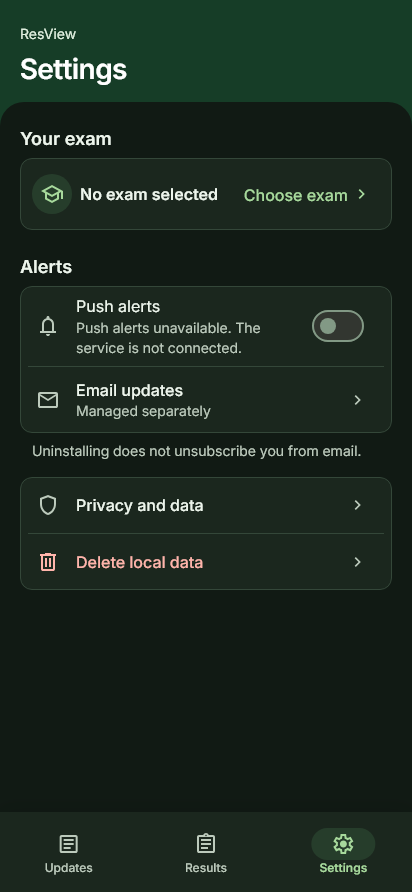 ResView
Settings
Your exam
No exam selected
Choose exam
Alerts
Push alerts
Push alerts unavailable. The
service is not connected.
Email updates
Managed separately
Uninstalling does not unsubscribe you from email.
Privacy and data
Delete local data
Updates
Results
Settings